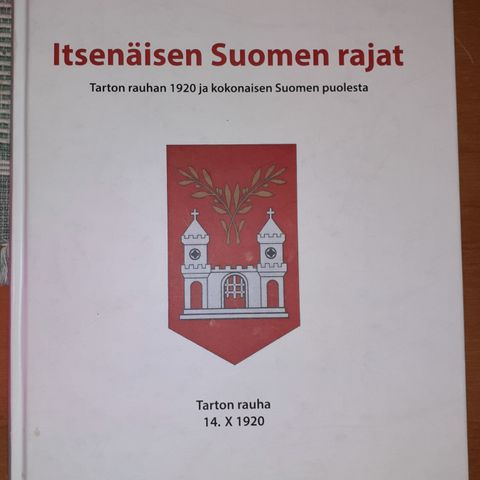 Itsenäisen Suomen rajat
Tarton rauhan 1920 ja kokonaisen Suomen puolesta
Tarton rauha
14. X 1920